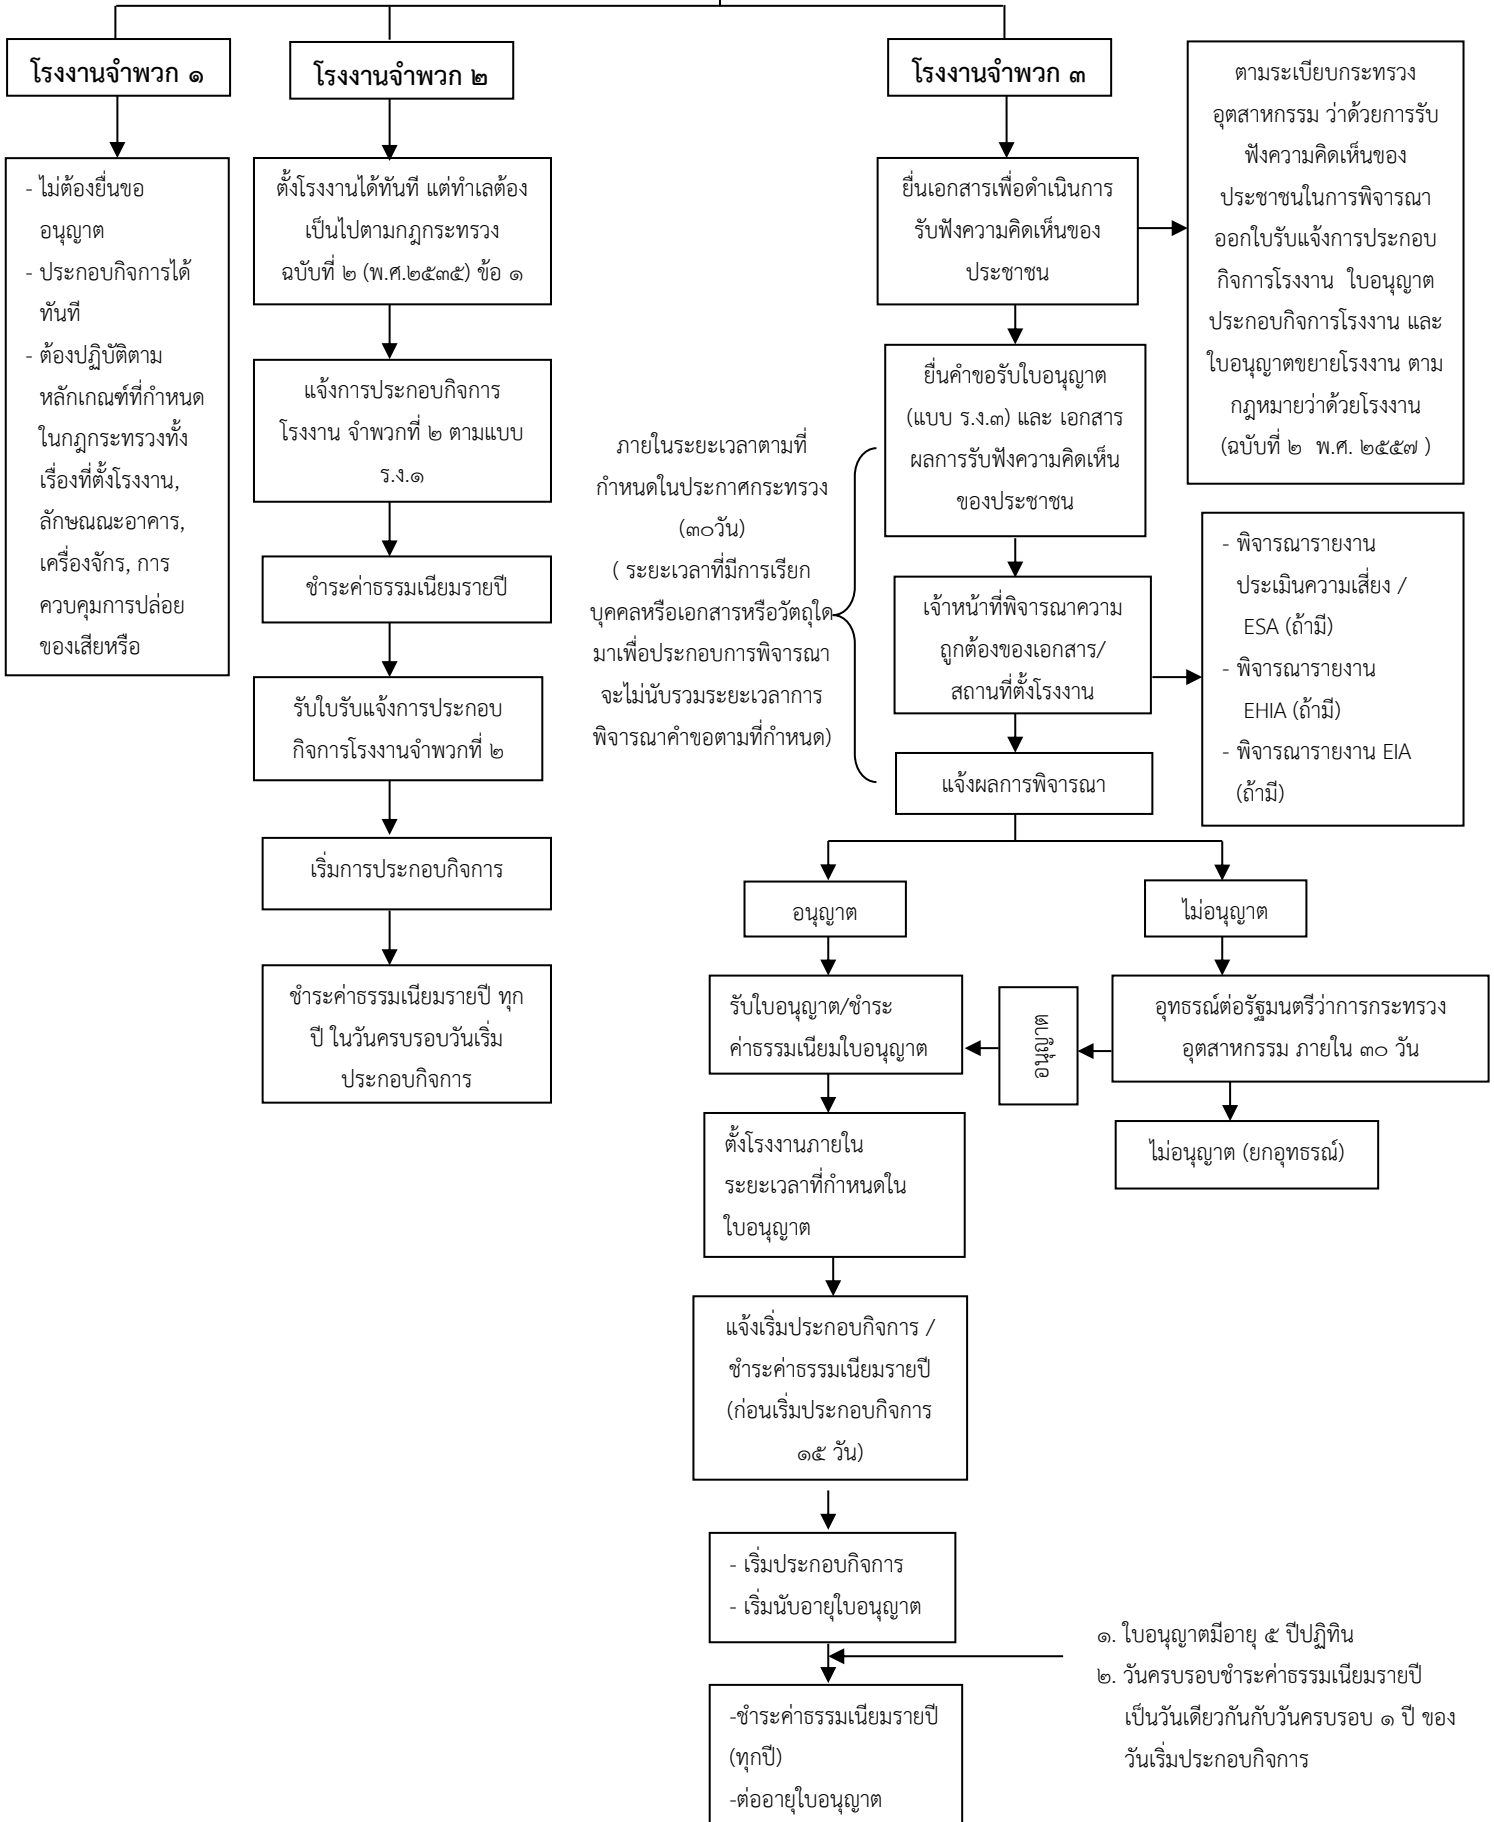 โรงงานจำพวก ๑
- ไม่ต้องยื่นขอ
อนุญาต
- ประกอบกิจการได้
ทันที
- ต้องปฏิบัติตาม
หลักเกณฑ์ที่กำหนด
ในกฎกระทรวงทั้ง
เรื่องที่ตั้งโรงงาน,
ลักษณณะอาคาร,
เครื่องจักร, การ
ควบคุมการปล่อย
ของเสียหรือ
โรงงานจำพวก ๒
ตั้งโรงงานได้ทันที แต่ทำเลต้อง
เป็นไปตามกฎกระทรวง
ฉบับที่ ๒ (พ.ศ.๒๕๓๕) ข้อ ๑
แจ้งการประกอบกิจการ
โรงงาน จำพวกที่ ๒ ตามแบบ
ร.ง.๑
ชำระค่าธรรมเนียมรายปี
รับใบรับแจ้งการประกอบ
กิจการโรงงานจำพวกที่ ๒
เริ่มการประกอบกิจการ
ชำระค่าธรรมเนียมรายปี ทุก
ปี ในวันครบรอบวันเริ่ม
ประกอบกิจการ
โรงงานจำพวก ๓
ยื่นเอกสารเพื่อดำเนินการ
รับฟังความคิดเห็นของ
ประชาชน
ตามระเบียบกระทรวง
อุตสาหกรรม ว่าด้วยการรับ
ฟังความคิดเห็นของ
ประชาชนในการพิจารณา
ออกใบรับแจ้งการประกอบ
กิจการโรงงาน ใบอนุญาต
ประกอบกิจการโรงงาน และ
ใบอนุญาตขยายโรงงาน ตาม
กฎหมายว่าด้วยโรงงาน
(ฉบับที่ ๒ พ.ศ. ๒๕๕๗ )
ยื่นคำขอรับใบอนุญาต
(แบบ ร.ง.๓) และ เอกสาร
ผลการรับฟังความคิดเห็น
ของประชาชน
ภายในระยะเวลาตามที่
กำหนดในประกาศกระทรวง
(๓๐วัน)
( ระยะเวลาที่มีการเรียก
บุคคลหรือเอกสารหรือวัตถุใด
มาเพื่อประกอบการพิจารณา
จะไม่นับรวมระยะเวลาการ
พิจารณาคำขอตามที่กำหนด)
เจ้าหน้าที่พิจารณาความ
ถูกต้องของเอกสาร/
สถานที่ตั้งโรงงาน
- พิจารณารายงาน
ประเมินความเสี่ยง /
ESA (ถ้ามี)
- พิจารณารายงาน
EHIA (ถ้ามี)
- พิจารณารายงาน EIA
(ถ้ามี)
แจ้งผลการพิจารณา
อนุญาต
ไม่อนุญาต
รับใบอนุญาต/ชำระ
ค่าธรรมเนียมใบอนุญาต
อนุญาต
อุทธรณ์ต่อรัฐมนตรีว่าการกระทรวง
อุตสาหกรรม ภายใน ๓๐ วัน
ไม่อนุญาต (ยกอุทธรณ์)
ตั้งโรงงานภายใน
ระยะเวลาที่กำหนดใน
ใบอนุญาต
แจ้งเริ่มประกอบกิจการ /
ชำระค่าธรรมเนียมรายปี
(ก่อนเริ่มประกอบกิจการ
๑๕ วัน)
- เริ่มประกอบกิจการ
- เริ่มนับอายุใบอนุญาต
๑. ใบอนุญาตมีอายุ ๕ ปีปฏิทิน
๒. วันครบรอบชำระค่าธรรมเนียมรายปี
เป็นวันเดียวกันกับวันครบรอบ ๑ ปี ของ
วันเริ่มประกอบกิจการ
-ชำระค่าธรรมเนียมรายปี
(ทุกปี)
-ต่ออายุใบอนุญาต